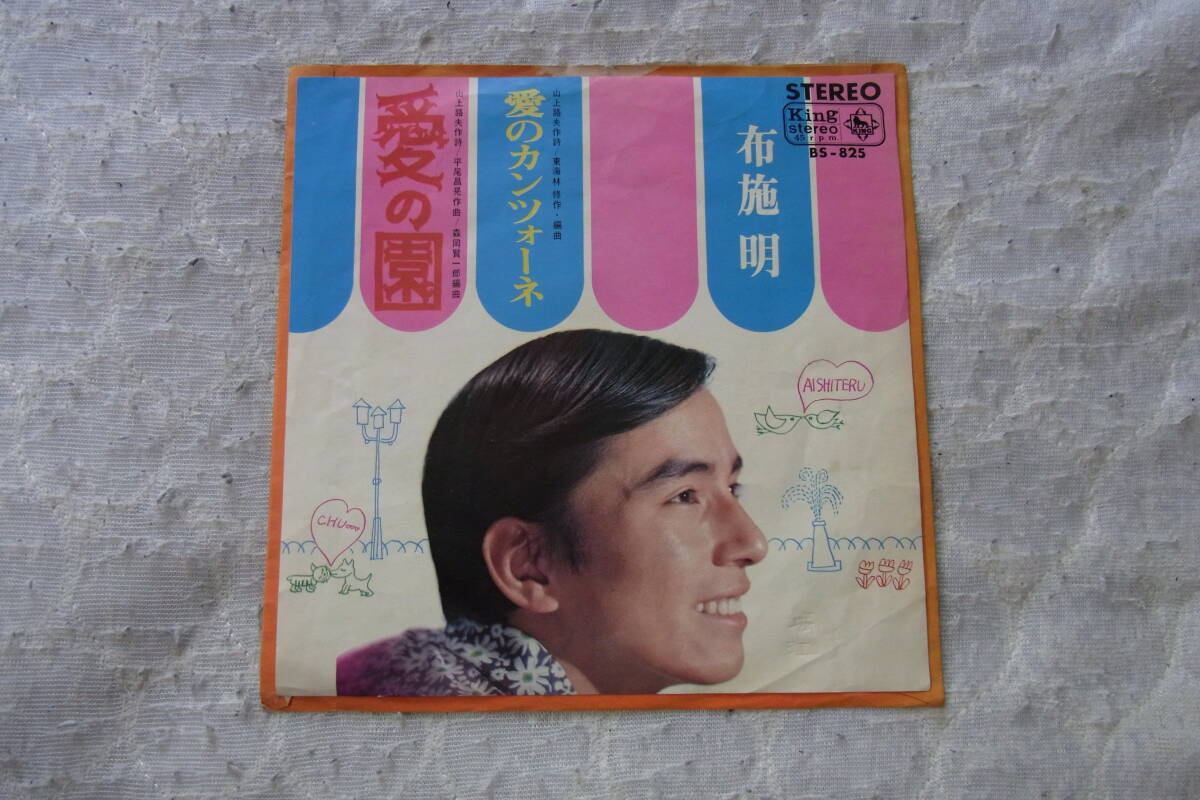 STEREO
King
stereo
45 r.p.m.
KING
BS-825
布施 明
山上路夫作詩/東海林 修作・編曲
愛のカンツォーネ
山上路夫作詩/平尾昌晃作曲/森岡賢一郎編曲
愛の園
AISHITERU
CHU